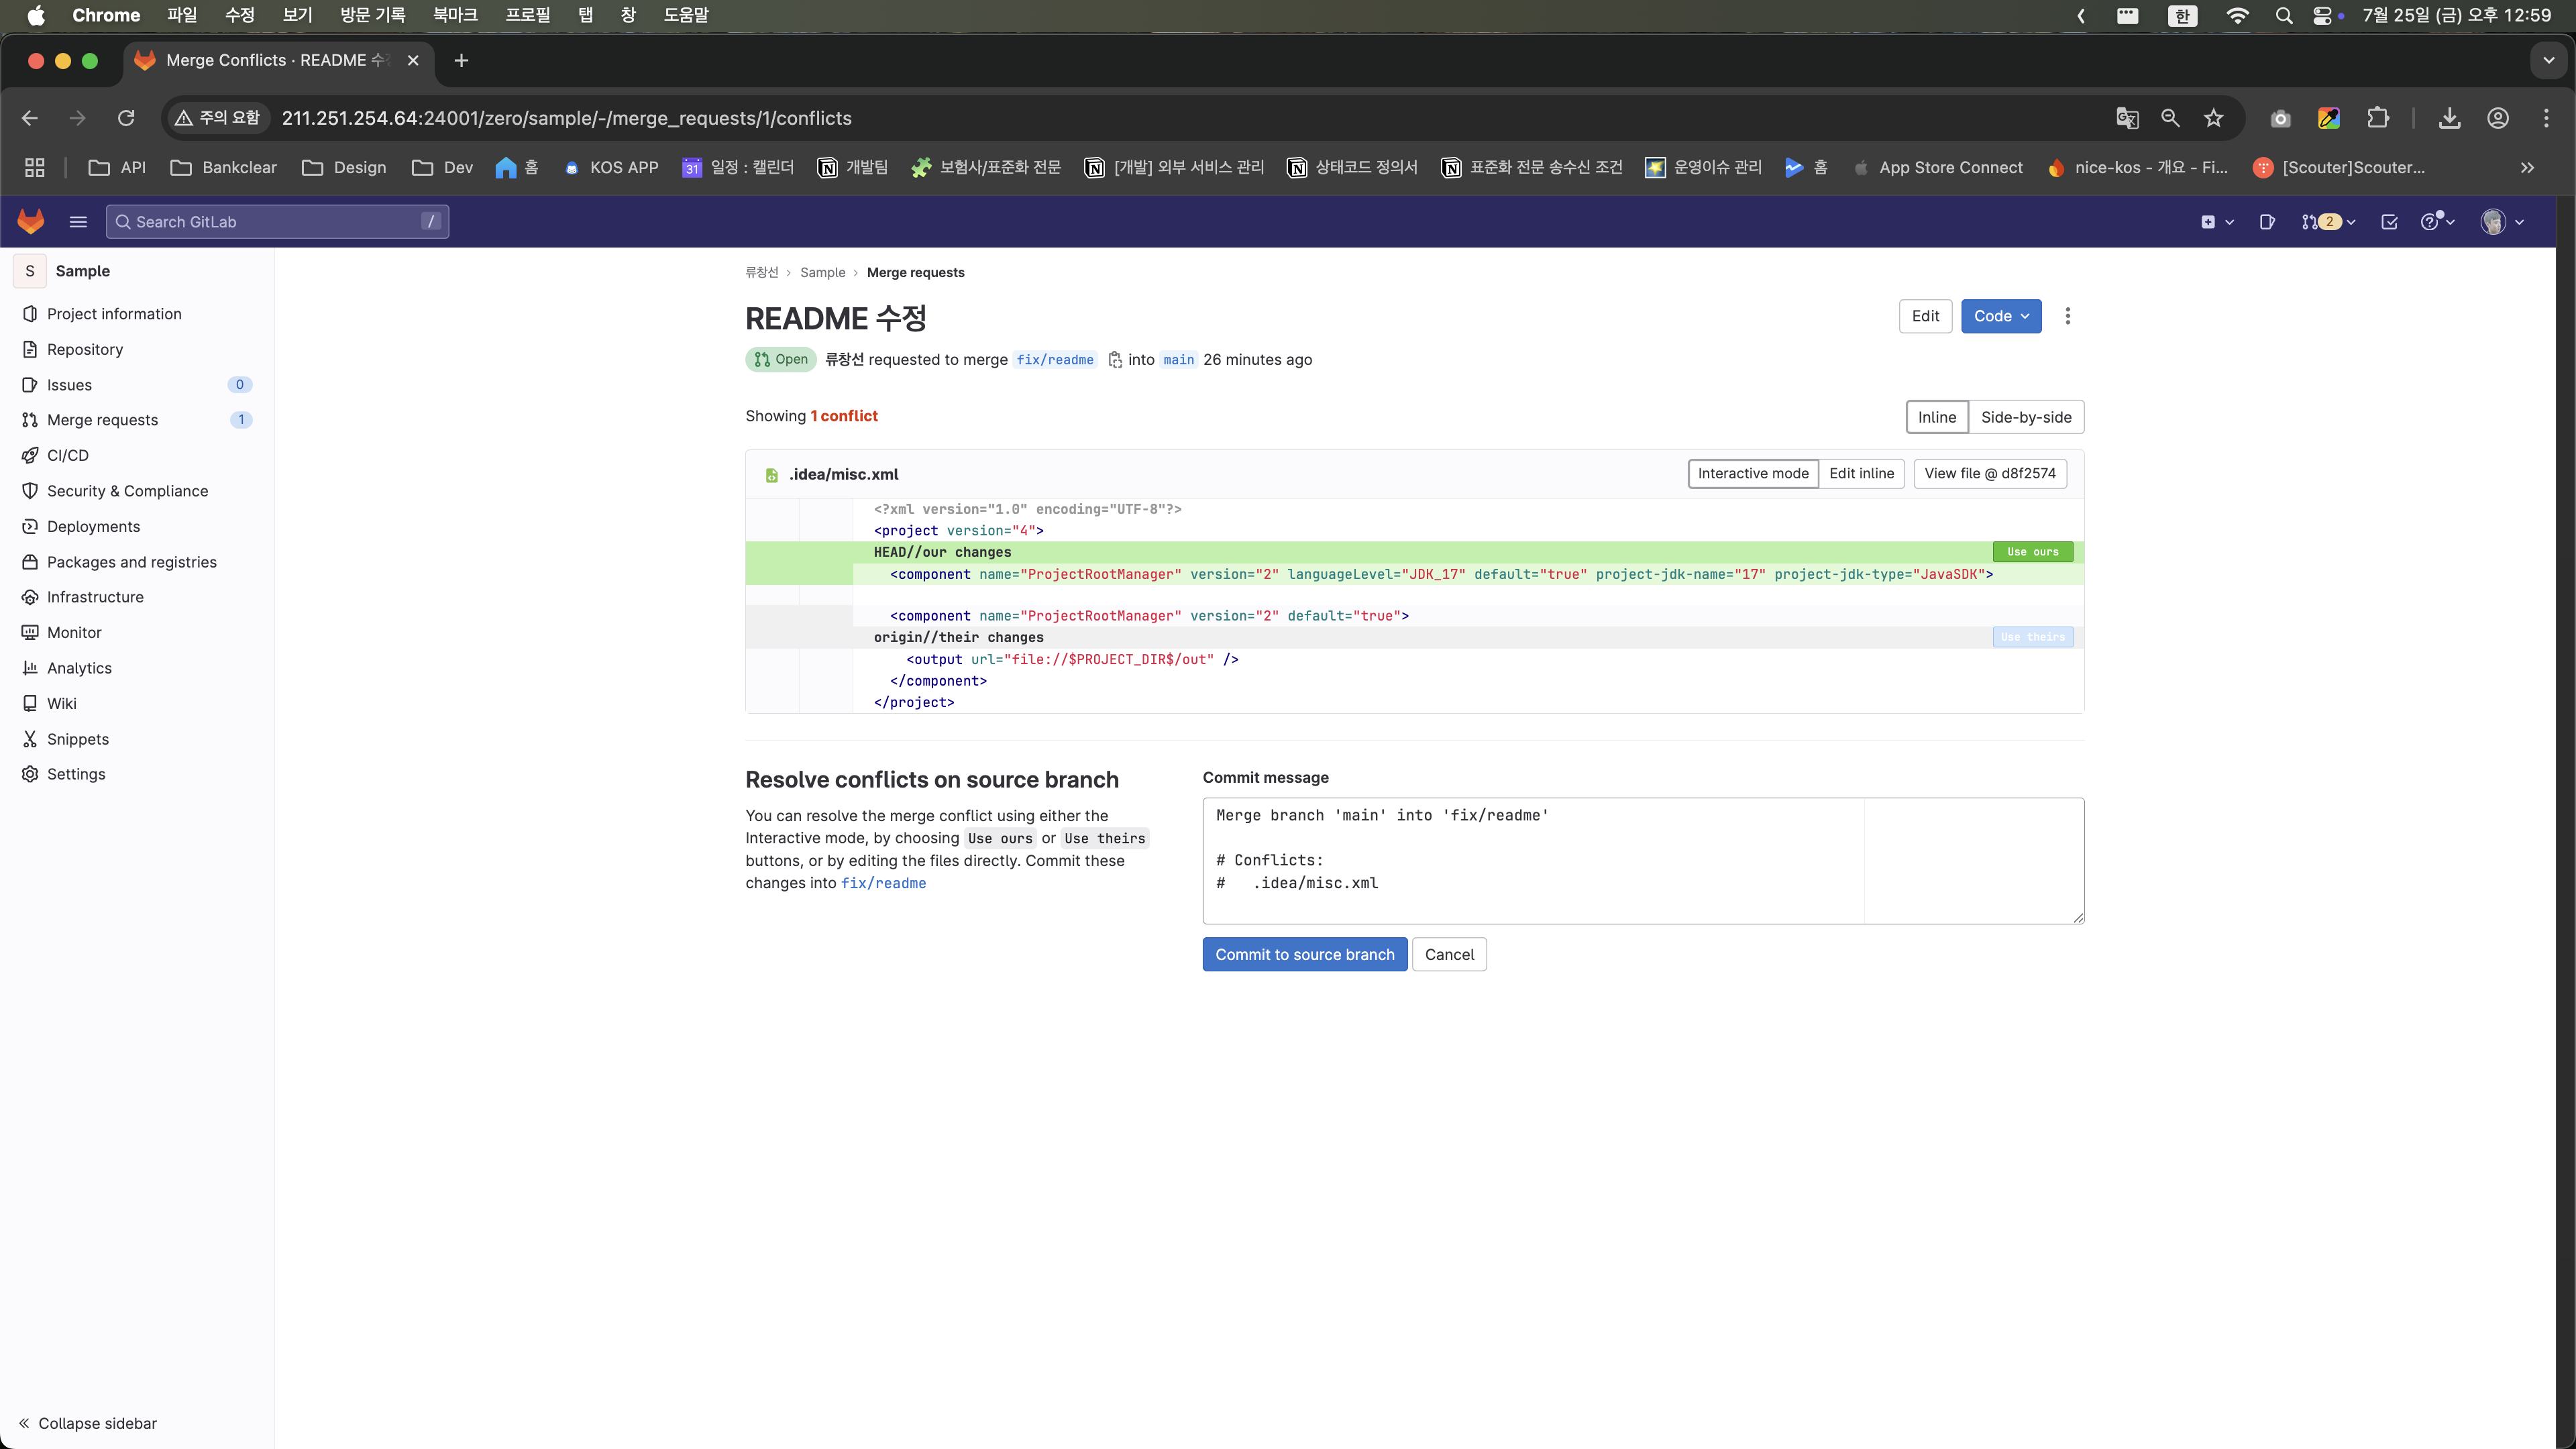 Chrome 파일 수정 보기 방문 기록 북마크 프로필 탭 창 도움말 한 7월 25일 (금) 오후 12:59
Merge Conflicts · README 수
주의 요함 211.251.254.64:24001/zero/sample/-/merge_requests/1/conflicts
API Bankclear Design Dev 홈 KOS APP 31 일정 : 캘린더 개발팀 보험사/표준화 전문 [개발] 외부 서비스 관리 상태코드 정의서 표준화 전문 송수신 조건 운영이슈 관리 홈 App Store Connect nice-kos - 개요 - Fi... [Scouter]Scouter...
Search GitLab / 2
S Sample
Project information
Repository
Issues 0
Merge requests 1
CI/CD
Security & Compliance
Deployments
Packages and registries
Infrastructure
Monitor
Analytics
Wiki
Snippets
Settings
Collapse sidebar
류창선 › Sample › Merge requests
README 수정
Edit Code
Open 류창선 requested to merge fix/readme into main 26 minutes ago
Showing 1 conflict
Inline Side-by-side
.idea/misc.xml Interactive mode Edit inline View file @ d8f2574
<?xml version="1.0" encoding="UTF-8"?>
<project version="4">
HEAD//our changes Use ours
<component name="ProjectRootManager" version="2" languageLevel="JDK_17" default="true" project-jdk-name="17" project-jdk-type="JavaSDK">
<component name="ProjectRootManager" version="2" default="true">
origin//their changes Use theirs
<output url="file://$PROJECT_DIR$/out" />
</component>
</project>
Resolve conflicts on source branch
You can resolve the merge conflict using either the
Interactive mode, by choosing Use ours or Use theirs
buttons, or by editing the files directly. Commit these
changes into fix/readme
Commit message
Merge branch 'main' into 'fix/readme'
# Conflicts:
#   .idea/misc.xml
Commit to source branch Cancel